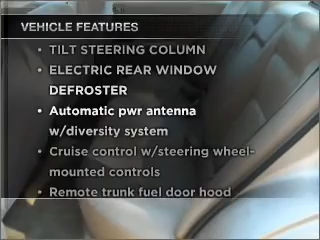 VEHICLE FEATURES
• TILT STEERING COLUMN
• ELECTRIC REAR WINDOW
DEFROSTER
• Automatic pwr antenna
w/diversity system
• Cruise control w/steering wheel-
mounted controls
• Remote trunk fuel door hood